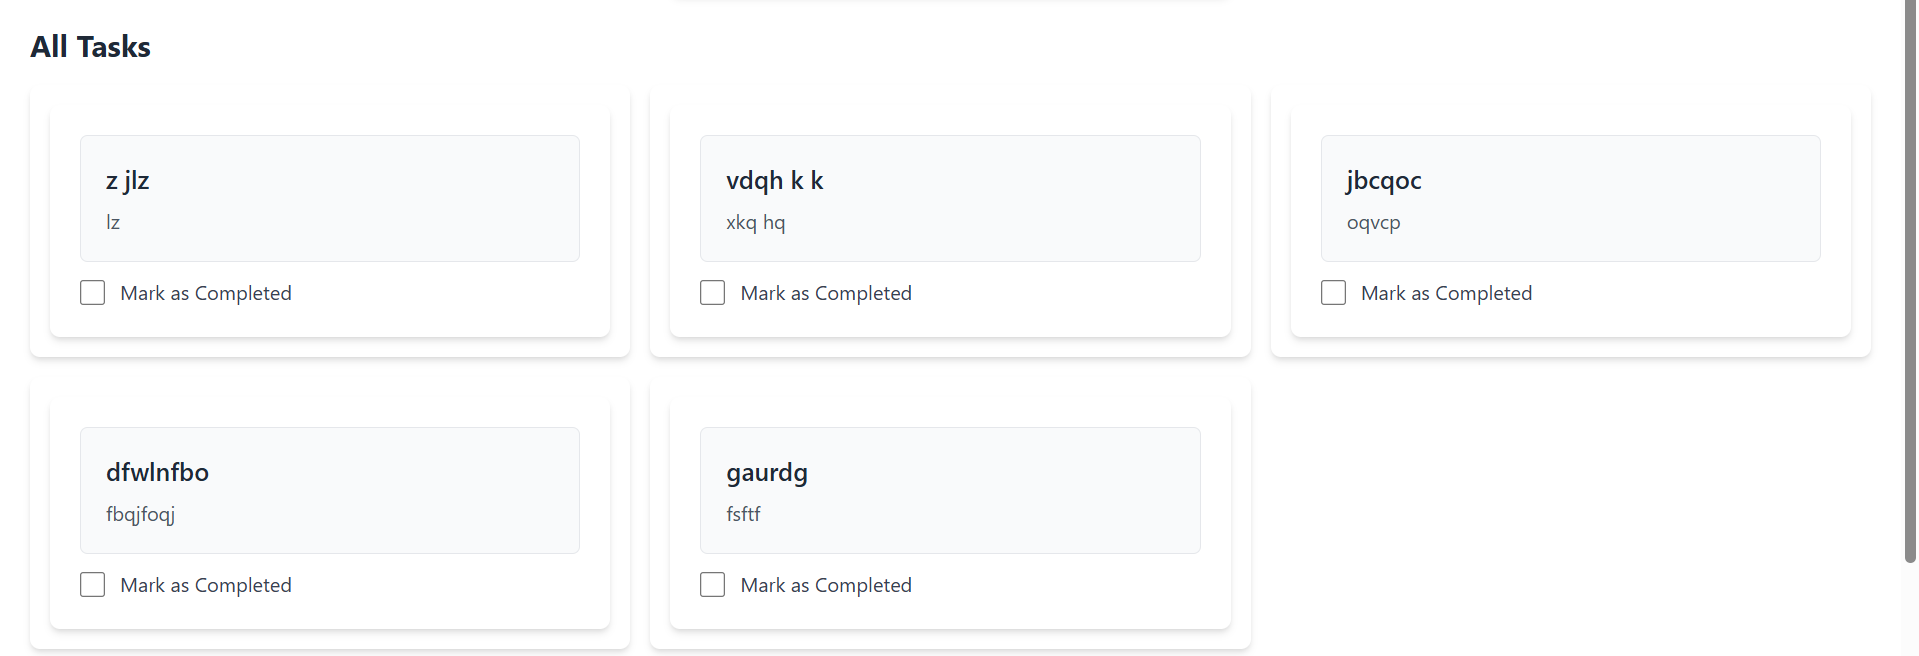 All Tasks
z jlz
lz
Mark as Completed
vdqh k k
xkq hq
Mark as Completed
jbcqoc
oqvcp
Mark as Completed
dfwlnfbo
fbqjfoqj
Mark as Completed
gaurdg
fsftf
Mark as Completed